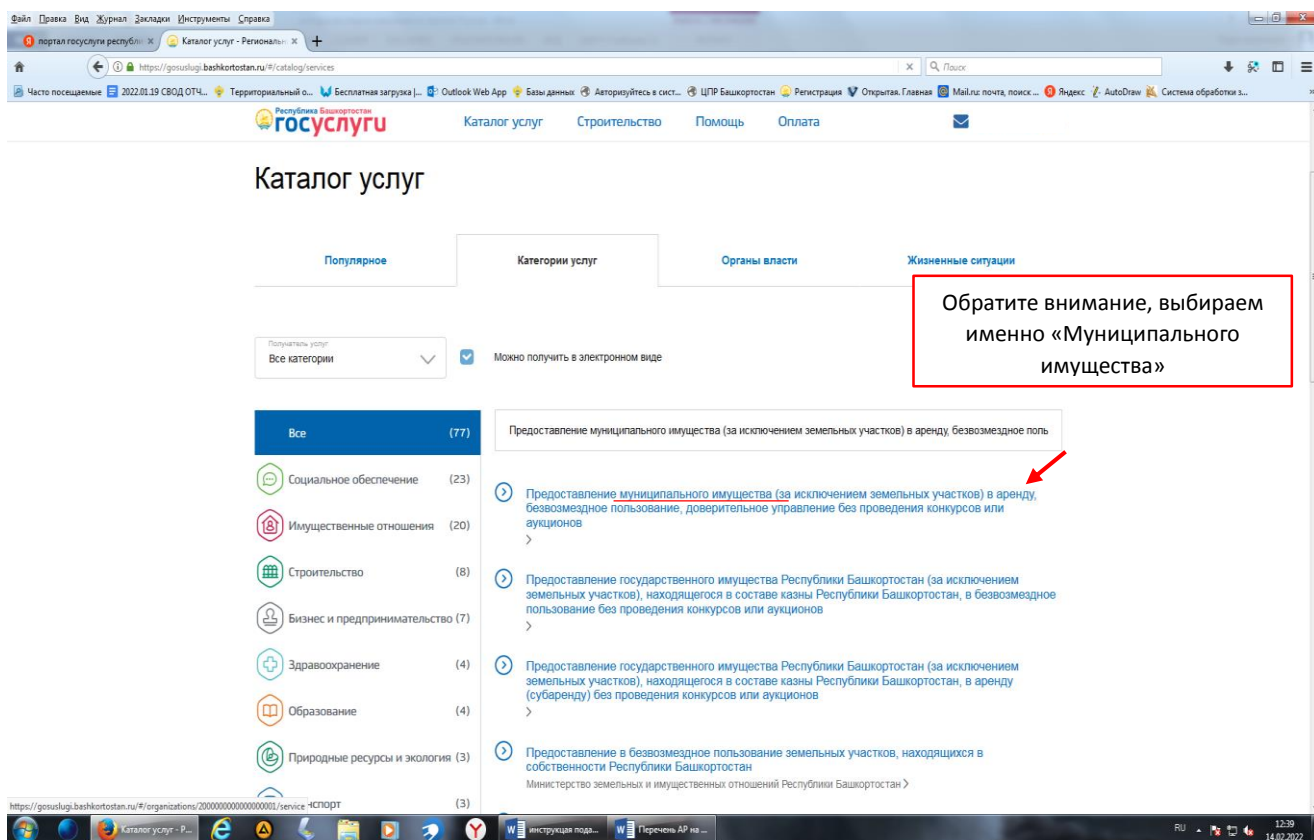 Файл Правка Вид Журнал Закладки Инструменты Справка
портал госуслуги республи × Каталог услуг - Региональн × +
https://gosuslugi.bashkortostan.ru/#/catalog/services × Поиск
Часто посещаемые 2022.01.19 СВОД ОТЧ... Территориальный о... Бесплатная загрузка |... Outlook Web App Базы данных Авторизуйтесь в сист... ЦПР Башкортостан Регистрация Открытая. Главная Mail.ru: почта, поиск ... Яндекс AutoDraw Система обработки з... »
Республика Башкортостан
госуслуги Каталог услуг Строительство Помощь Оплата
Каталог услуг
Популярное Категории услуг Органы власти Жизненные ситуации
Обратите внимание, выбираем
именно «Муниципального
имущества»
Получатель услуг
Все категории Можно получить в электронном виде
Все (77)
Предоставление муниципального имущества (за исключением земельных участков) в аренду, безвозмездное поль
Социальное обеспечение (23)
Имущественные отношения (20)
Строительство (8)
Бизнес и предпринимательство (7)
Здравоохранение (4)
Образование (4)
Природные ресурсы и экология (3)
нспорт (3)
Предоставление муниципального имущества (за исключением земельных участков) в аренду,
безвозмездное пользование, доверительное управление без проведения конкурсов или
аукционов
Предоставление государственного имущества Республики Башкортостан (за исключением
земельных участков), находящегося в составе казны Республики Башкортостан, в безвозмездное
пользование без проведения конкурсов или аукционов
Предоставление государственного имущества Республики Башкортостан (за исключением
земельных участков), находящегося в составе казны Республики Башкортостан, в аренду
(субаренду) без проведения конкурсов или аукционов
Предоставление в безвозмездное пользование земельных участков, находящихся в
собственности Республики Башкортостан
Министерство земельных и имущественных отношений Республики Башкортостан
https://gosuslugi.bashkortostan.ru/#/organizations/2000000000000000001/service
Каталог услуг - Р... инструкция пода... Перечень АР на ... RU 12:39
14.02.2022